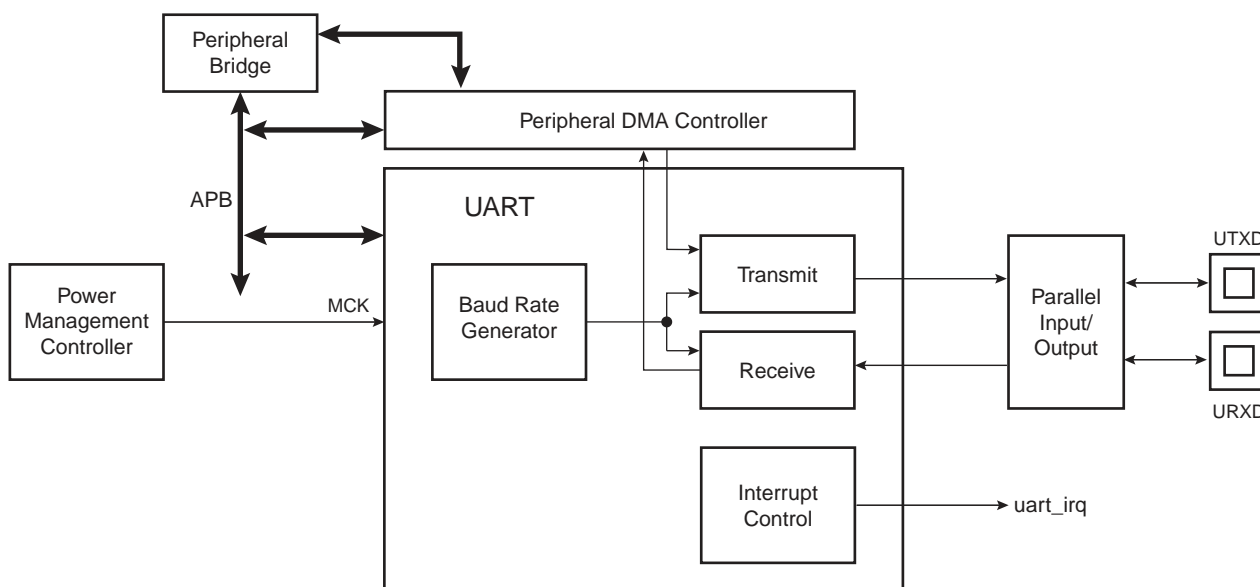 Peripheral
Bridge
Peripheral DMA Controller
APB
UART
UTXD
Power
Management
Controller
MCK
Baud Rate
Generator
Transmit
Parallel
Input/
Output
Receive
URXD
Interrupt
Control
uart_irq